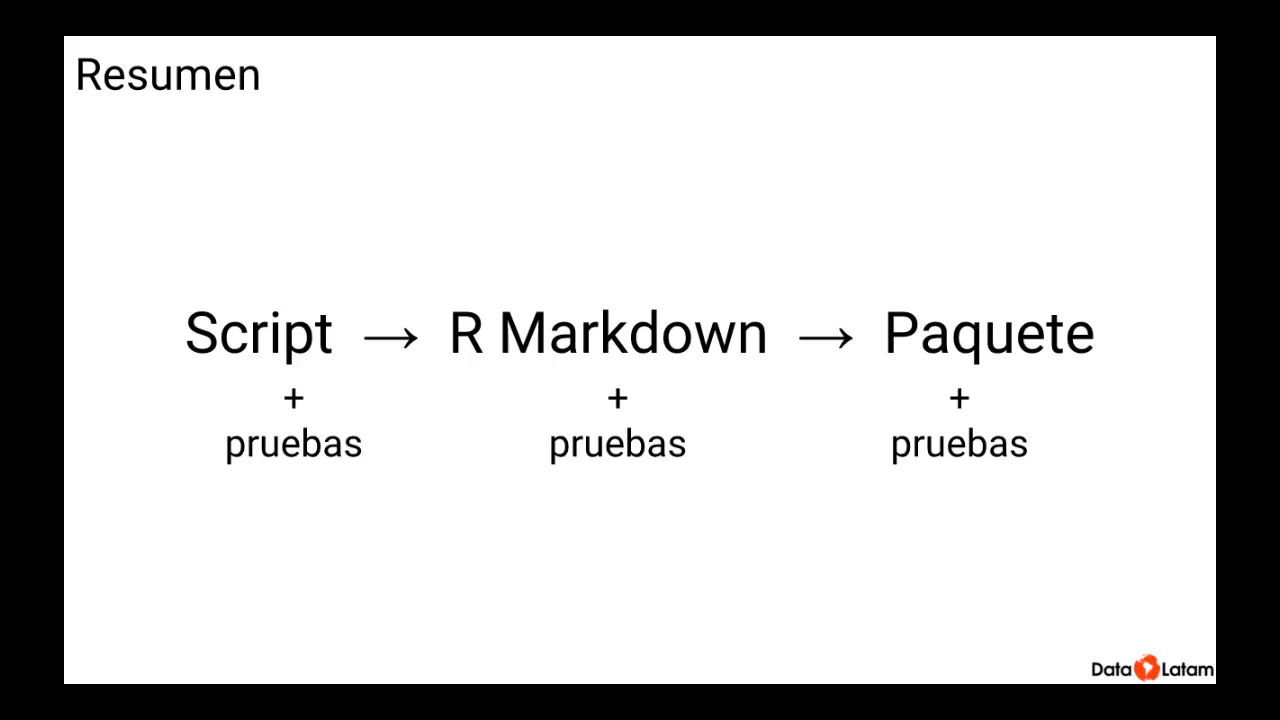 Resumen
Script → R Markdown → Paquete
+ + +
pruebas pruebas pruebas
Data Latam